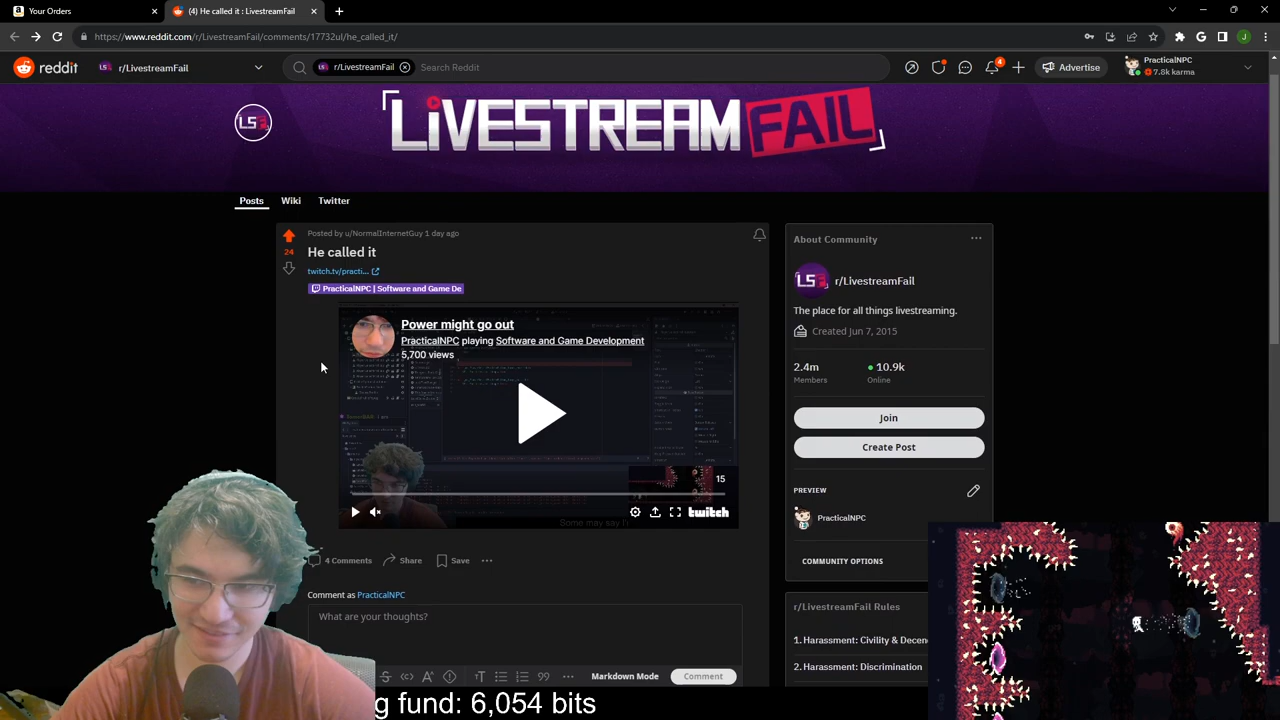 Your Orders
(4) He called it : LivestreamFail
https://www.reddit.com/r/LivestreamFail/comments/17732ul/he_called_it/
reddit
r/LivestreamFail
r/LivestreamFail
Search Reddit
4
Advertise
PracticalNPC
7.8k karma
LSF
LIVESTREAM FAIL
Posts
Wiki
Twitter
Posted by u/NormalInternetGuy 1 day ago
24
He called it
twitch.tv/practi...
PracticalNPC | Software and Game De
Power might go out
PracticalNPC playing Software and Game Development
5,700 views
15
twitch
Some may say I'
4 Comments
Share
Save
Comment as PracticalNPC
What are your thoughts?
Markdown Mode
Comment
About Community
LSF
r/LivestreamFail
The place for all things livestreaming.
Created Jun 7, 2015
2.4m
10.9k
Members
Online
Join
Create Post
PREVIEW
PracticalNPC
COMMUNITY OPTIONS
r/LivestreamFail Rules
1. Harassment: Civility & Decen
2. Harassment: Discrimination
g fund: 6,054 bits